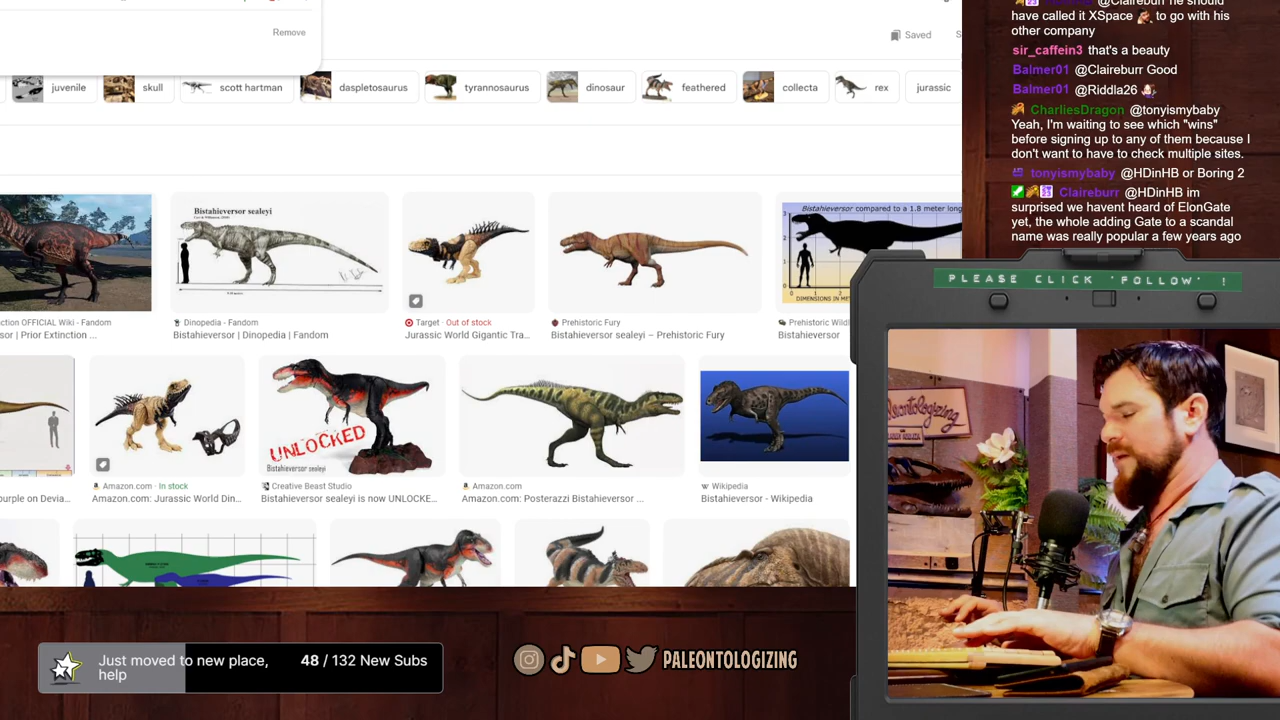 Remove
Saved
juvenile
skull
scott hartman
daspletosaurus
tyrannosaurus
dinosaur
feathered
collecta
rex
jurassic
Bistahieversor sealeyi
Bistahieversor compared to a 1.8 meter long
DIMENSIONS IN MET
ction OFFICIAL Wiki - Fandom
sor | Prior Extinction ...
Dinopedia - Fandom
Bistahieversor | Dinopedia | Fandom
Target · Out of stock
Jurassic World Gigantic Tra...
Prehistoric Fury
Bistahieversor sealeyi – Prehistoric Fury
Prehistoric Wildl
Bistahieversor
UNLOCKED
Bistahieversor sealeyi
purple on Devia...
Amazon.com · In stock
Amazon.com: Jurassic World Din...
Creative Beast Studio
Bistahieversor sealeyi is now UNLOCKE...
Amazon.com
Amazon.com: Posterazzi Bistahieversor ...
Wikipedia
Bistahieversor - Wikipedia
Just moved to new place,
help
48 / 132 New Subs
PALEONTOLOGIZING
@Claireburr he should
have called it XSpace to go with his
other company
sir_caffein3 that's a beauty
Balmer01 @Claireburr Good
Balmer01 @Riddla26
CharliesDragon @tonyismybaby
Yeah, I'm waiting to see which "wins"
before signing up to any of them because I
don't want to have to check multiple sites.
tonyismybaby @HDinHB or Boring 2
Claireburr @HDinHB im
surprised we havent heard of ElonGate
yet, the whole adding Gate to a scandal
name was really popular a few years ago
PLEASE CLICK 'FOLLOW' !
Paleontologizing